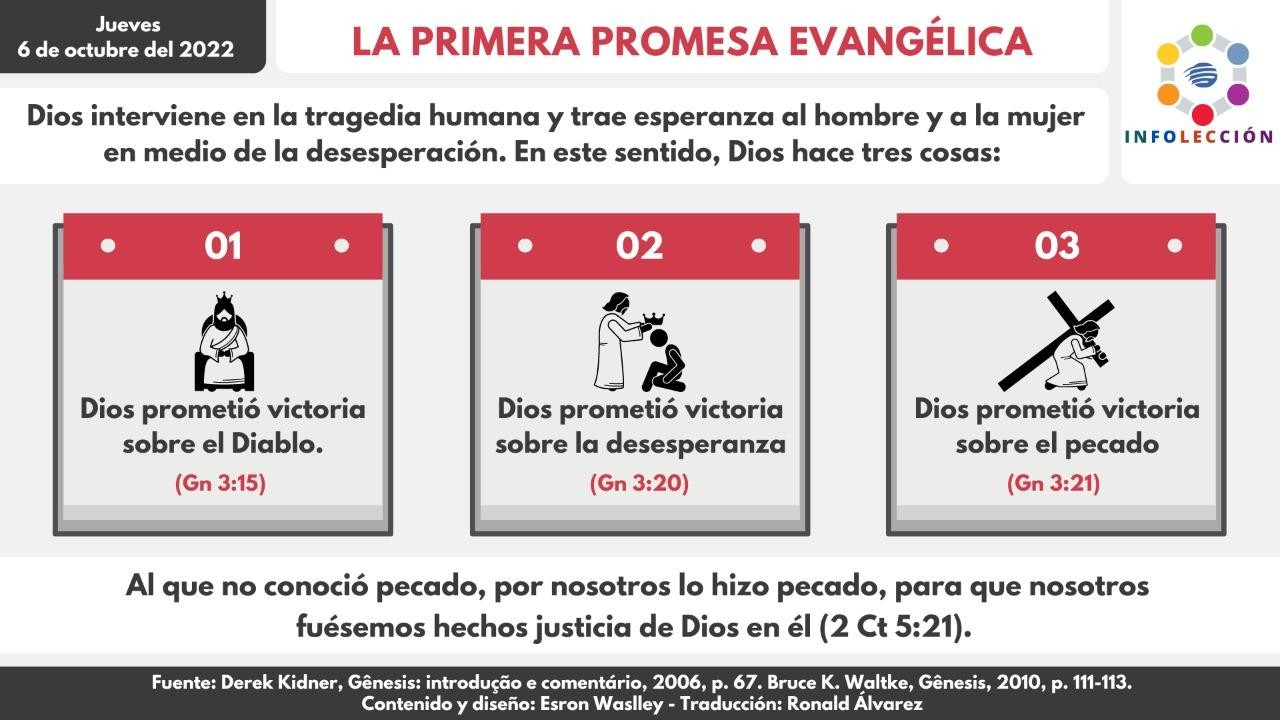 Jueves
6 de octubre del 2022
LA PRIMERA PROMESA EVANGÉLICA
INFOLECCIÓN
Dios interviene en la tragedia humana y trae esperanza al hombre y a la mujer
en medio de la desesperación. En este sentido, Dios hace tres cosas:
01
Dios prometió victoria
sobre el Diablo.
(Gn 3:15)
02
Dios prometió victoria
sobre la desesperanza
(Gn 3:20)
03
Dios prometió victoria
sobre el pecado
(Gn 3:21)
Al que no conoció pecado, por nosotros lo hizo pecado, para que nosotros
fuésemos hechos justicia de Dios en él (2 Ct 5:21).
Fuente: Derek Kidner, Gênesis: introdução e comentário, 2006, p. 67. Bruce K. Waltke, Gênesis, 2010, p. 111-113.
Contenido y diseño: Esron Waslley - Traducción: Ronald Álvarez